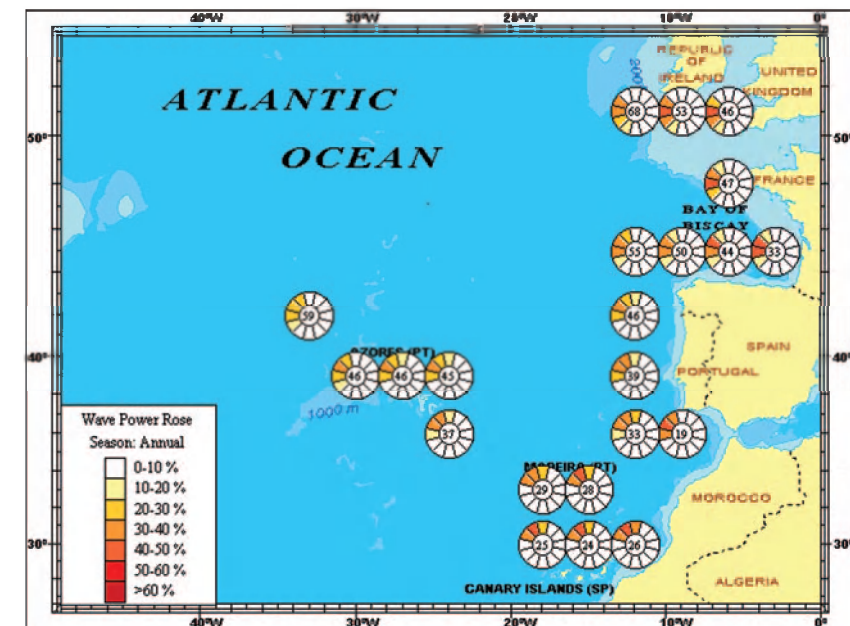 40°W 30°W 20°W 10°W 0°
REPUBLIC
OF
IRELAND
200
UNITED
KINGDOM
ATLANTIC
OCEAN
68 53 46
50°
47
FRANCE
BAY OF
BISCAY
55 50 44 33
59
46
SPAIN
40°
AZORES (PT)
46 46 45
39
PORTUGAL
1000 m
37
33 19
Wave Power Rose
Season: Annual
0-10 %
10-20 %
20-30 %
30-40 %
40-50 %
50-60 %
>60 %
MADEIRA (PT)
29 28
MOROCCO
30°
25 24 26
CANARY ISLANDS (SP)
ALGERIA
40°W 30°W 20°W 10°W 0°